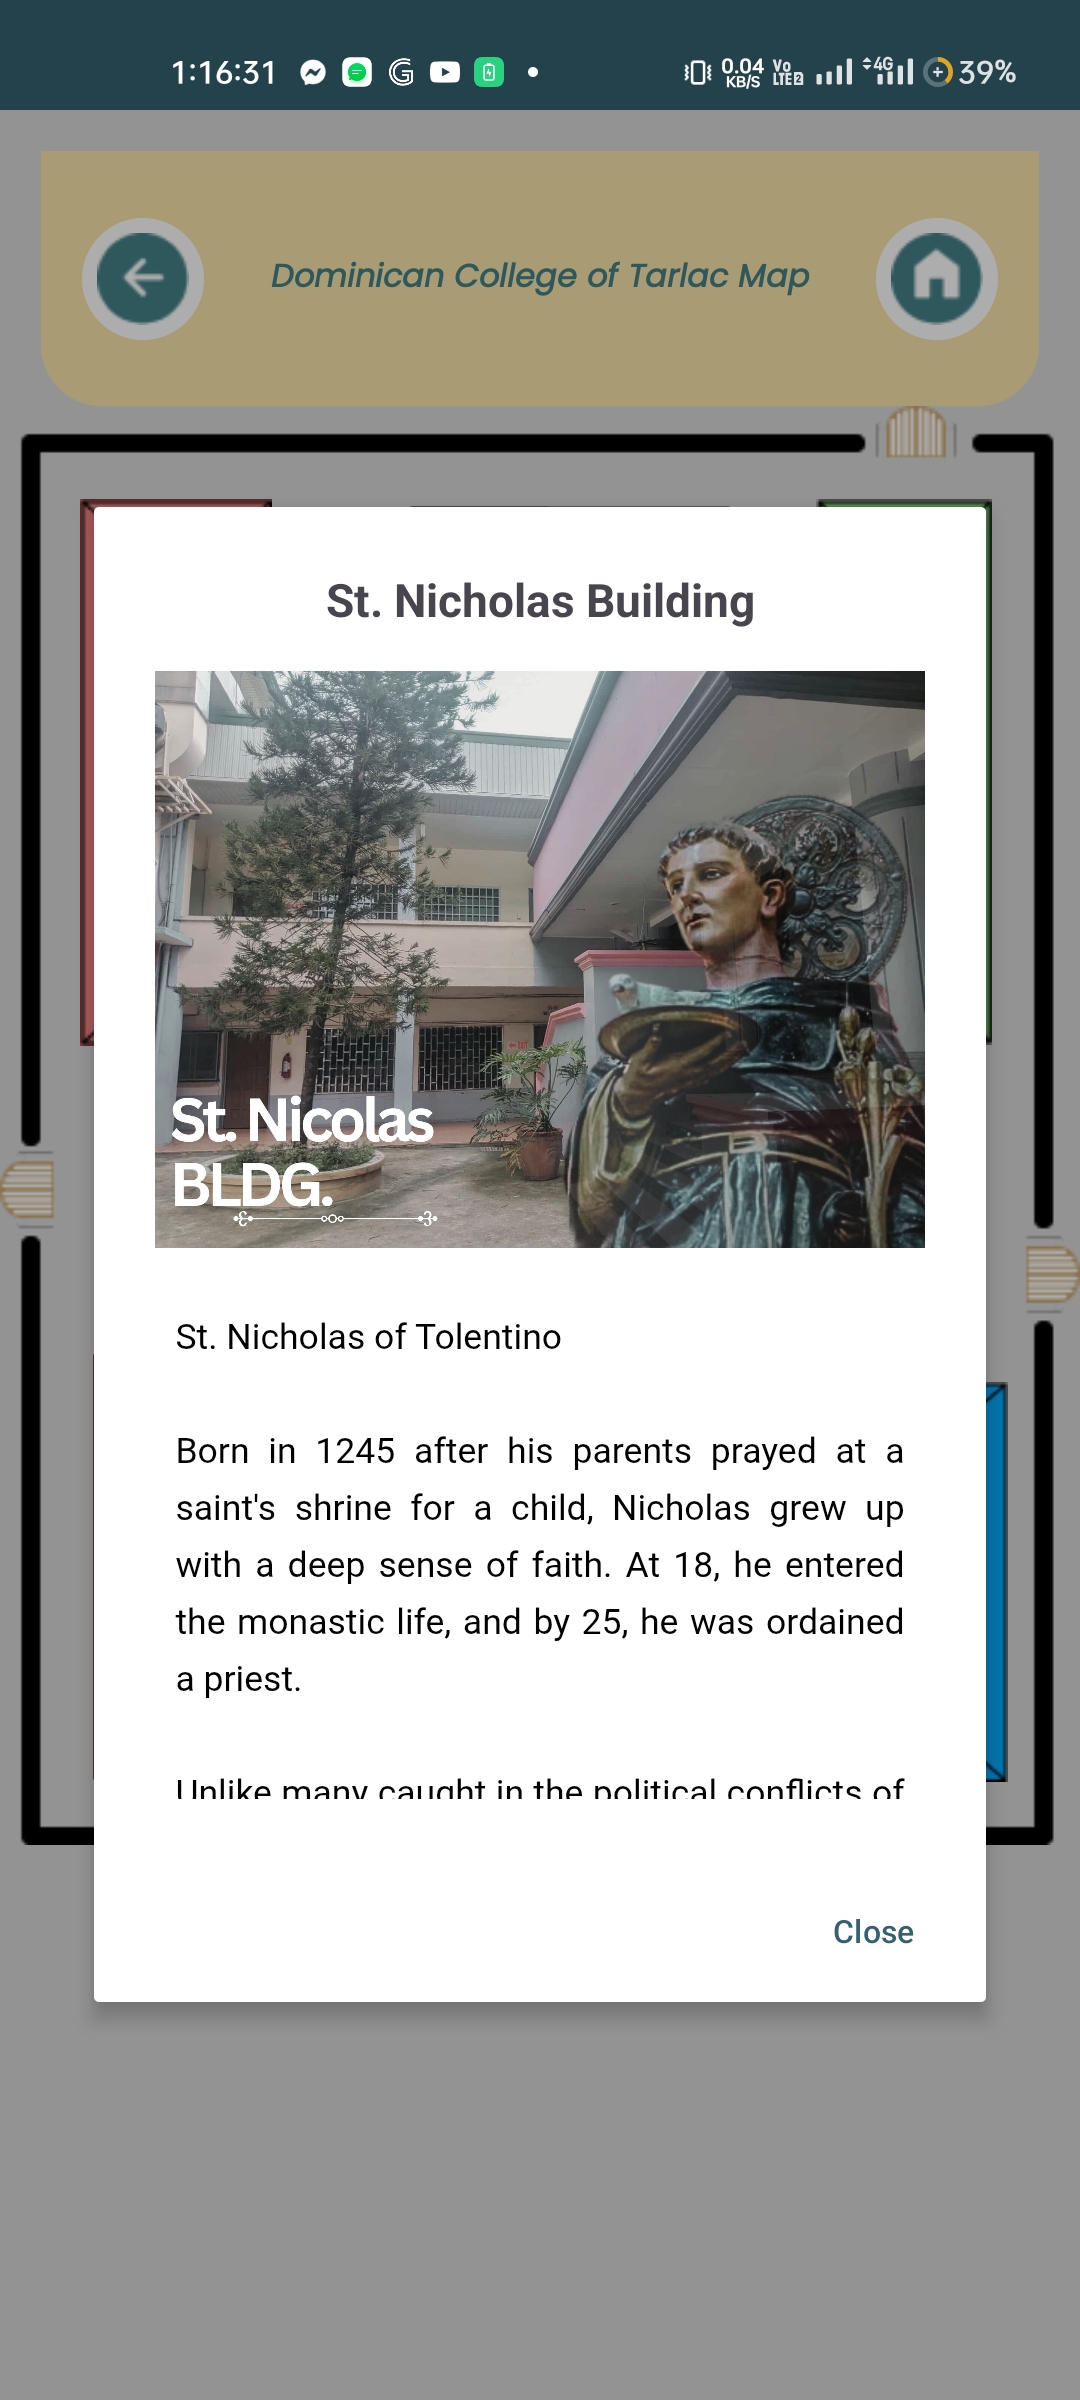 1:16:31
0.04 KB/S
Vo LTE 2
4G
39%
Dominican College of Tarlac Map
St. Nicholas Building
St. Nicolas
BLDG.
St. Nicholas of Tolentino
Born in 1245 after his parents prayed at a
saint's shrine for a child, Nicholas grew up
with a deep sense of faith. At 18, he entered
the monastic life, and by 25, he was ordained
a priest.
Unlike many caught in the political conflicts of
Close